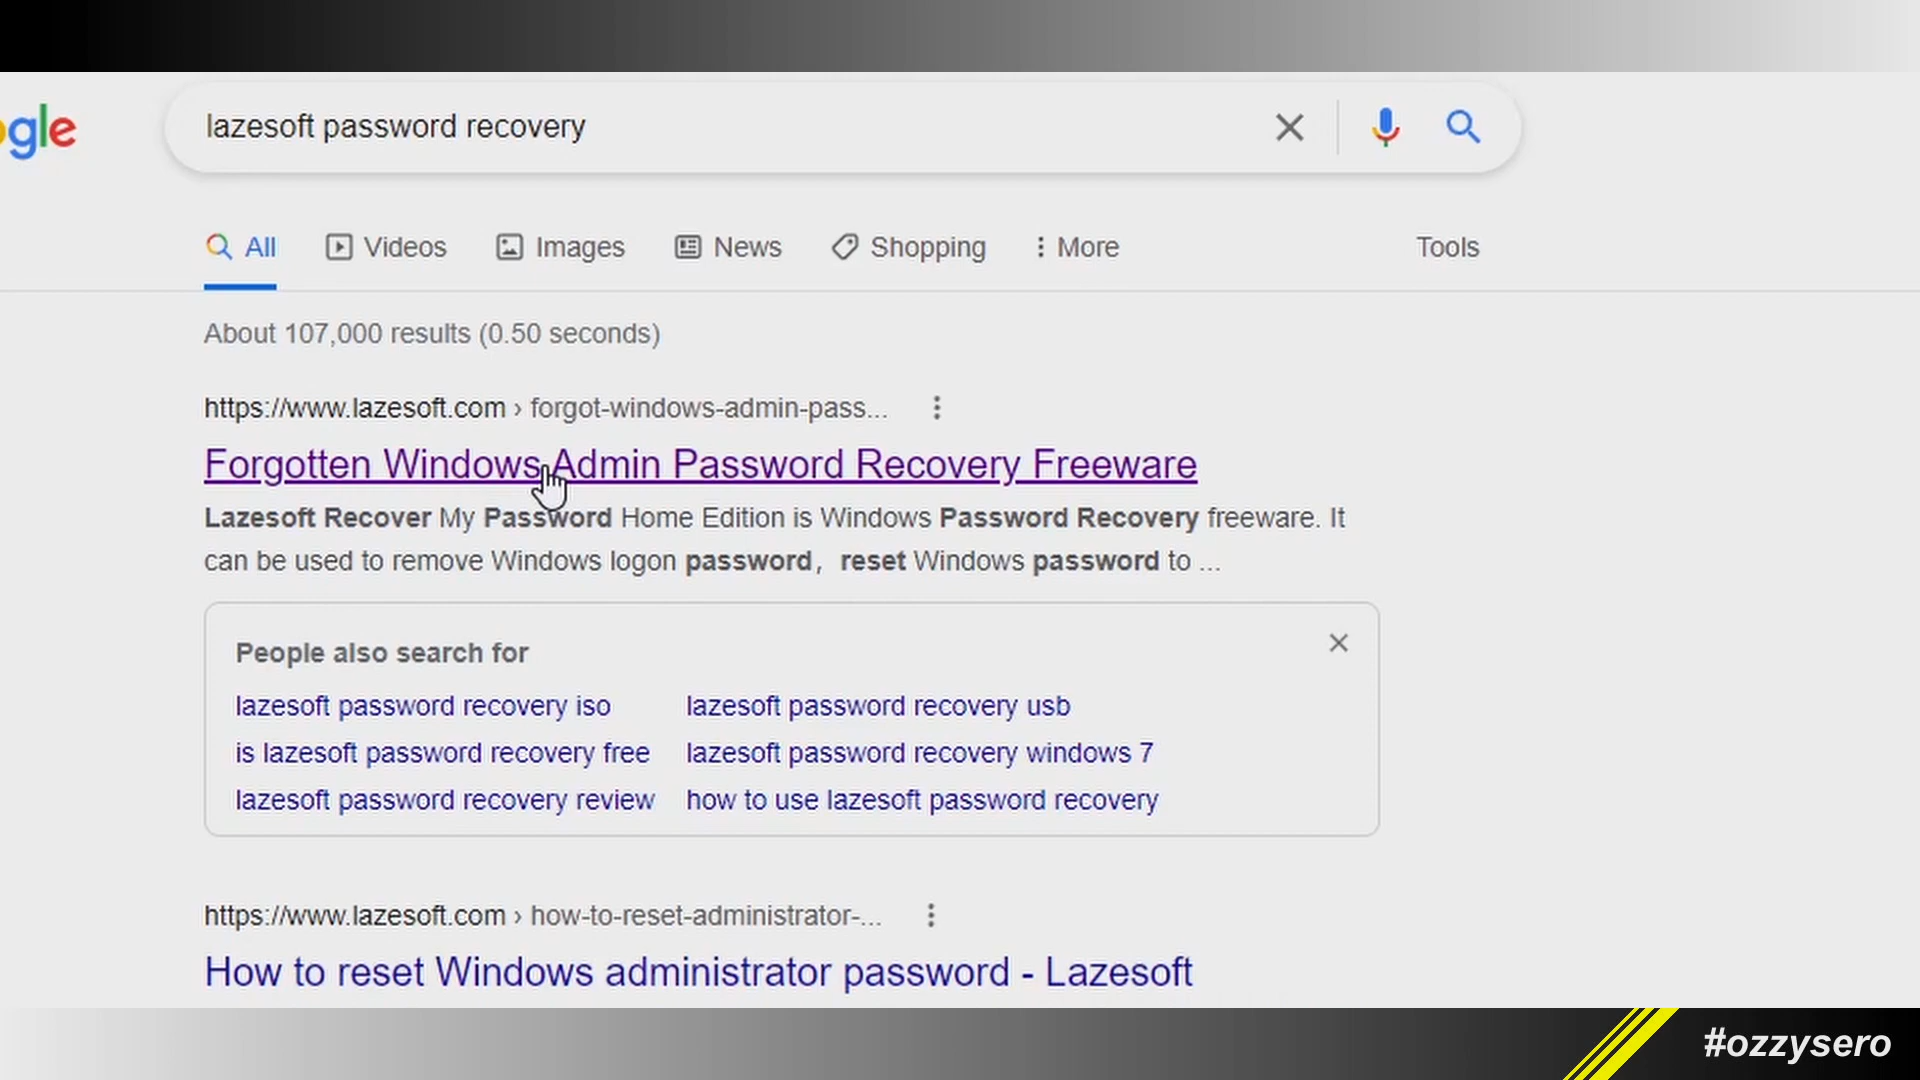 ogle
lazesoft password recovery
All Videos Images News Shopping More Tools
About 107,000 results (0.50 seconds)
https://www.lazesoft.com › forgot-windows-admin-pass...
Forgotten Windows Admin Password Recovery Freeware
Lazesoft Recover My Password Home Edition is Windows Password Recovery freeware. It
can be used to remove Windows logon password，reset Windows password to ...
People also search for
lazesoft password recovery iso lazesoft password recovery usb
is lazesoft password recovery free lazesoft password recovery windows 7
lazesoft password recovery review how to use lazesoft password recovery
https://www.lazesoft.com › how-to-reset-administrator-...
How to reset Windows administrator password - Lazesoft
#ozzysero